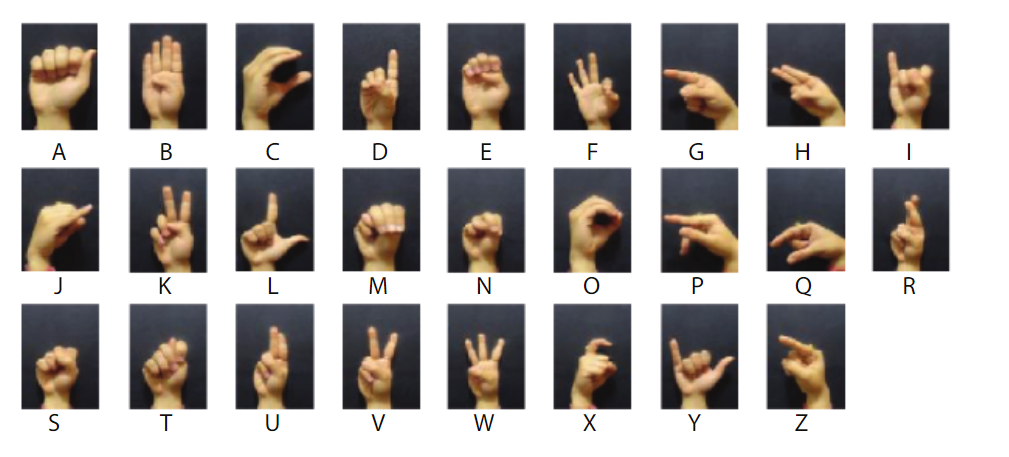 A B C D E F G H I
J K L M N O P Q R
S T U V W X Y Z